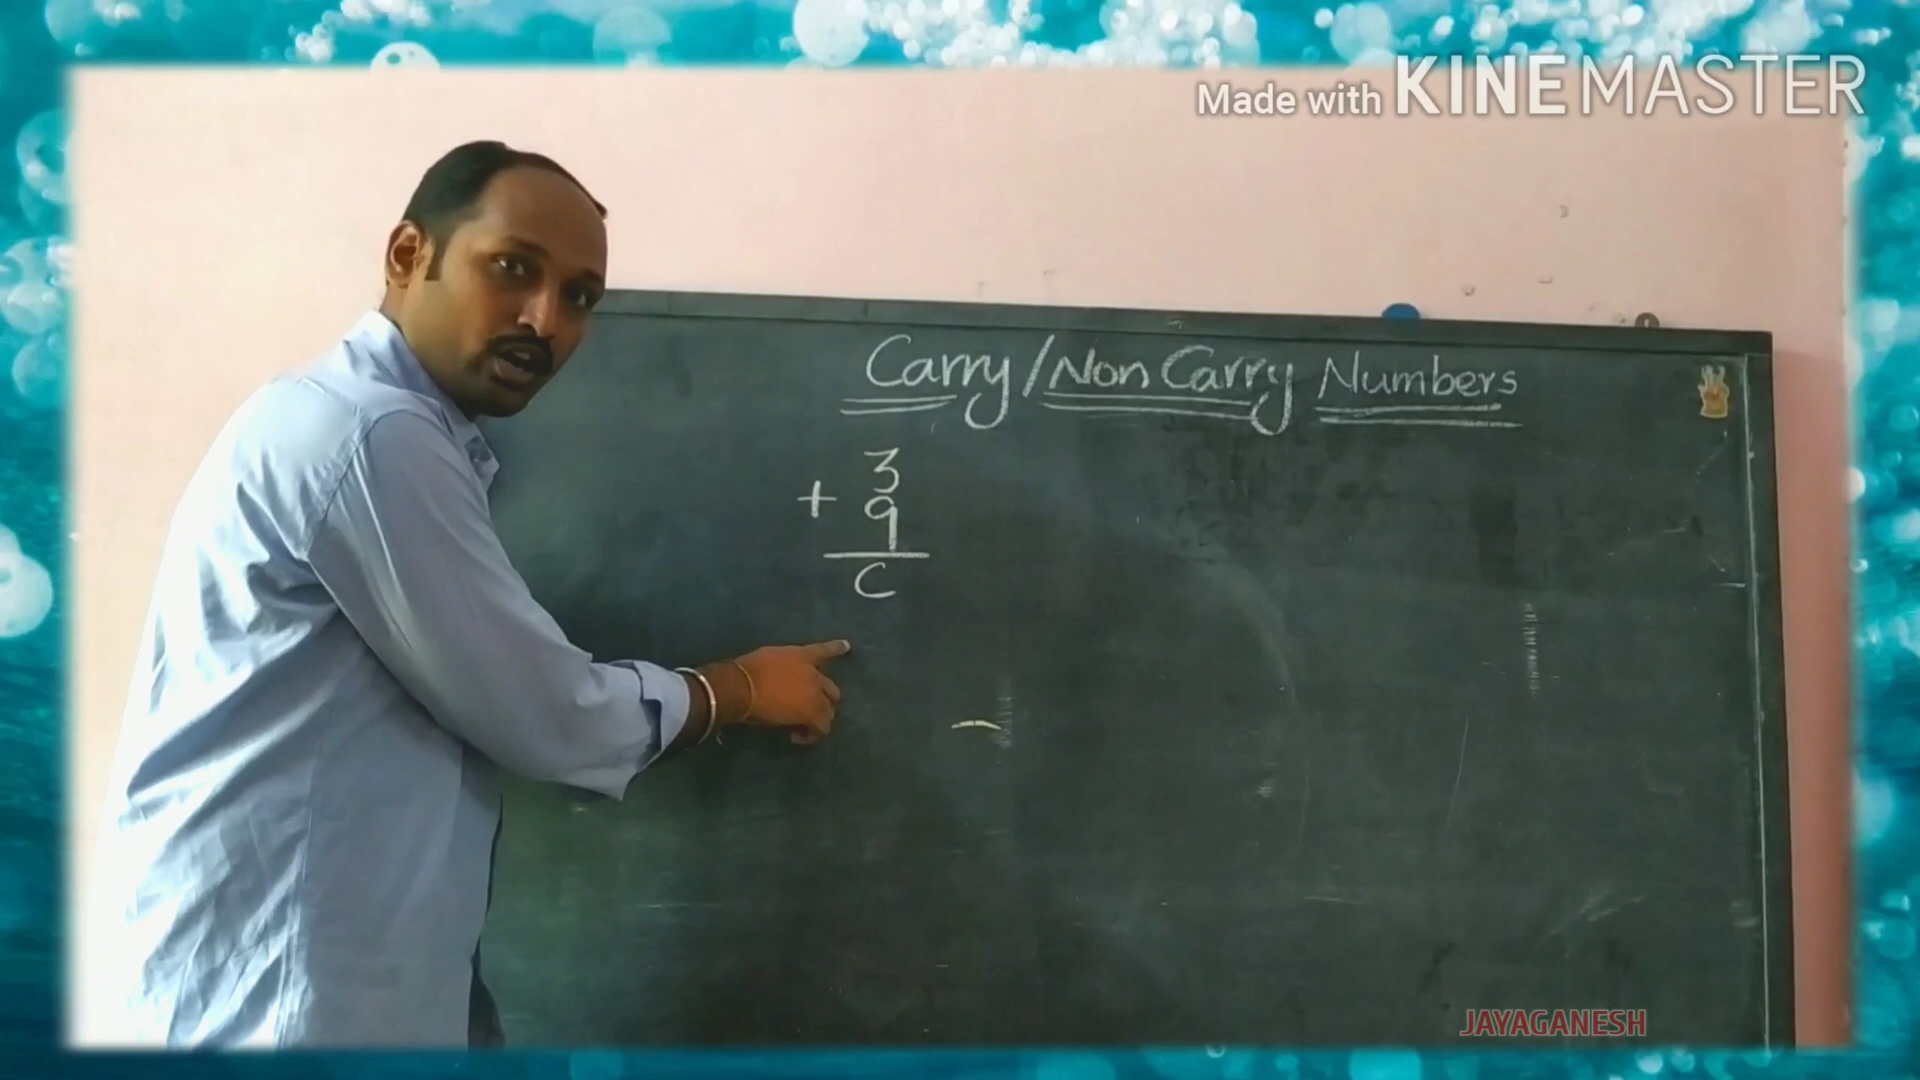 Made with KINEMASTER
Carry/Non Carry Numbers
3
+ 9
C
JAYAGANESH